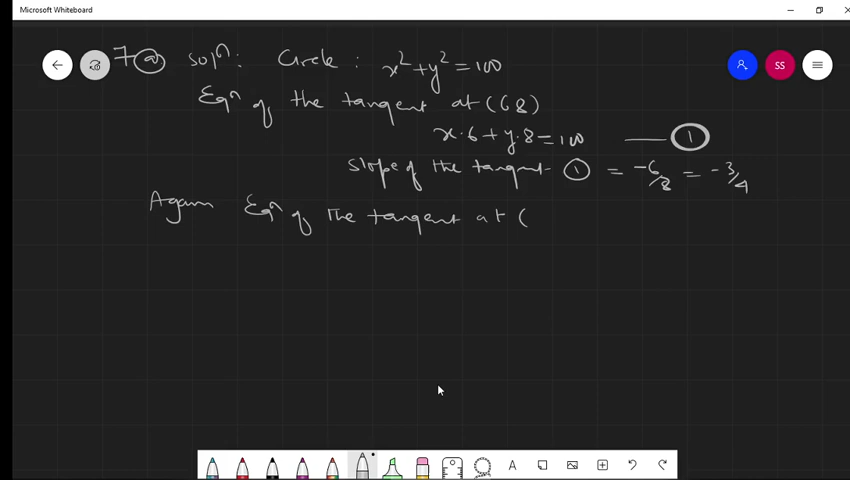 Microsoft Whiteboard
7 (a) Solⁿ: Circle : x² + y² = 100
SS
Eqⁿ of the tangent at (6 8)
x·6 + y·8 = 100 —— ①
Slope of the tangent ① = -6/8 = -3/4
Again Eqⁿ of the tangent at (
A